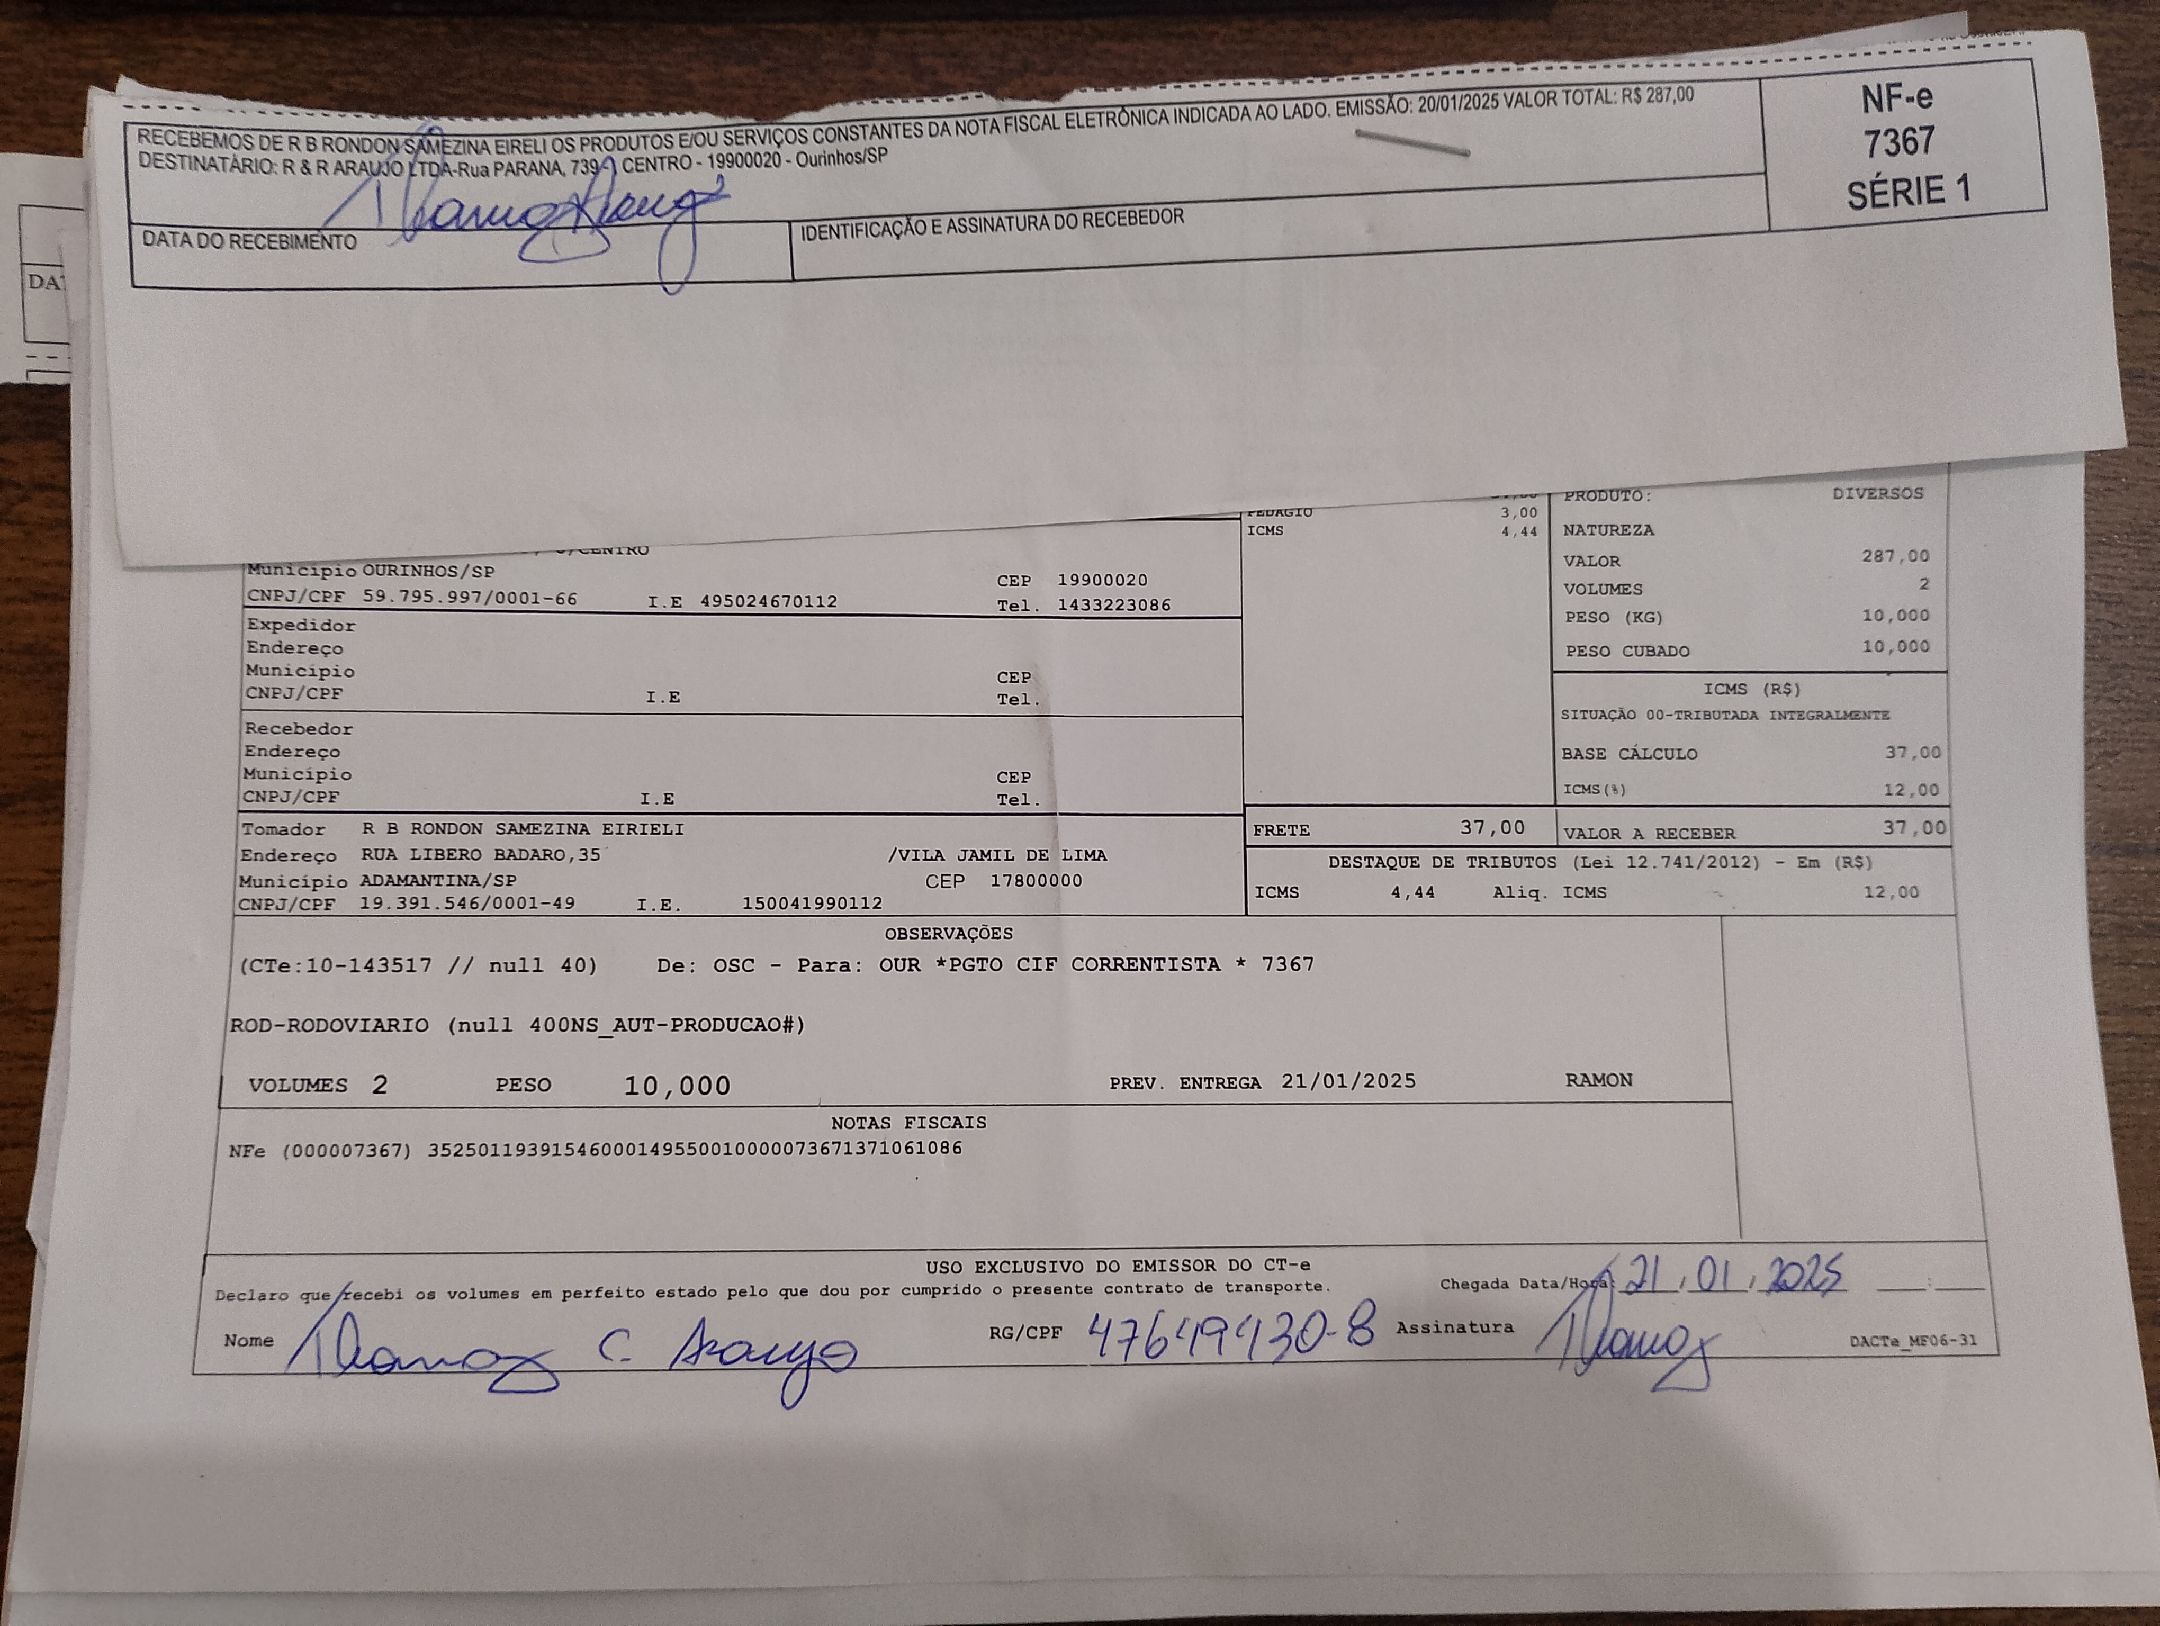 RECEBEMOS DE R B RONDON SAMEZINA EIRELI OS PRODUTOS E/OU SERVIÇOS CONSTANTES DA NOTA FISCAL ELETRÔNICA INDICADA AO LADO. EMISSÃO: 20/01/2025 VALOR TOTAL: R$ 287,00
DESTINATÁRIO: R & R ARAUJO LTDA-Rua PARANA, 739 CENTRO - 19900020 - Ourinhos/SP
NF-e
7367
SÉRIE 1
DATA DO RECEBIMENTO
IDENTIFICAÇÃO E ASSINATURA DO RECEBEDOR
DA
/CENTRO
Município OURINHOS/SP CEP 19900020
CNPJ/CPF 59.795.997/0001-66 I.E 495024670112 Tel. 1433223086
Expedidor
Endereço
Município CEP
CNPJ/CPF I.E Tel.
Recebedor
Endereço
Município CEP
CNPJ/CPF I.E Tel.
Tomador R B RONDON SAMEZINA EIRIELI
Endereço RUA LIBERO BADARO,35 /VILA JAMIL DE LIMA
Município ADAMANTINA/SP CEP 17800000
CNPJ/CPF 19.391.546/0001-49 I.E. 150041990112
PEDAGIO 3,00
ICMS 4,44
FRETE 37,00
PRODUTO: DIVERSOS
NATUREZA
VALOR 287,00
VOLUMES 2
PESO (KG) 10,000
PESO CUBADO 10,000
ICMS (R$)
SITUAÇÃO 00-TRIBUTADA INTEGRALMENTE
BASE CÁLCULO 37,00
ICMS(%) 12,00
VALOR A RECEBER 37,00
DESTAQUE DE TRIBUTOS (Lei 12.741/2012) - Em (R$)
ICMS 4,44 Aliq. ICMS 12,00
OBSERVAÇÕES
(CTe:10-143517 // null 40) De: OSC - Para: OUR *PGTO CIF CORRENTISTA * 7367
ROD-RODOVIARIO (null 400NS_AUT-PRODUCAO#)
VOLUMES 2 PESO 10,000 PREV. ENTREGA 21/01/2025 RAMON
NOTAS FISCAIS
NFe (000007367) 35250119391546000149550010000073671371061086
USO EXCLUSIVO DO EMISSOR DO CT-e
Declaro que recebi os volumes em perfeito estado pelo que dou por cumprido o presente contrato de transporte. Chegada Data/Hora: 21 . 01 . 2025 :
Nome C. Araujo RG/CPF 47649430-8 Assinatura
DACTe_MF06-31